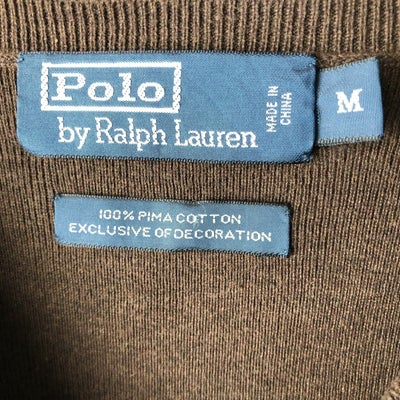 Polo
by Ralph Lauren
MADE IN
CHINA
M
100% PIMA COTTON
EXCLUSIVE OF DECORATION